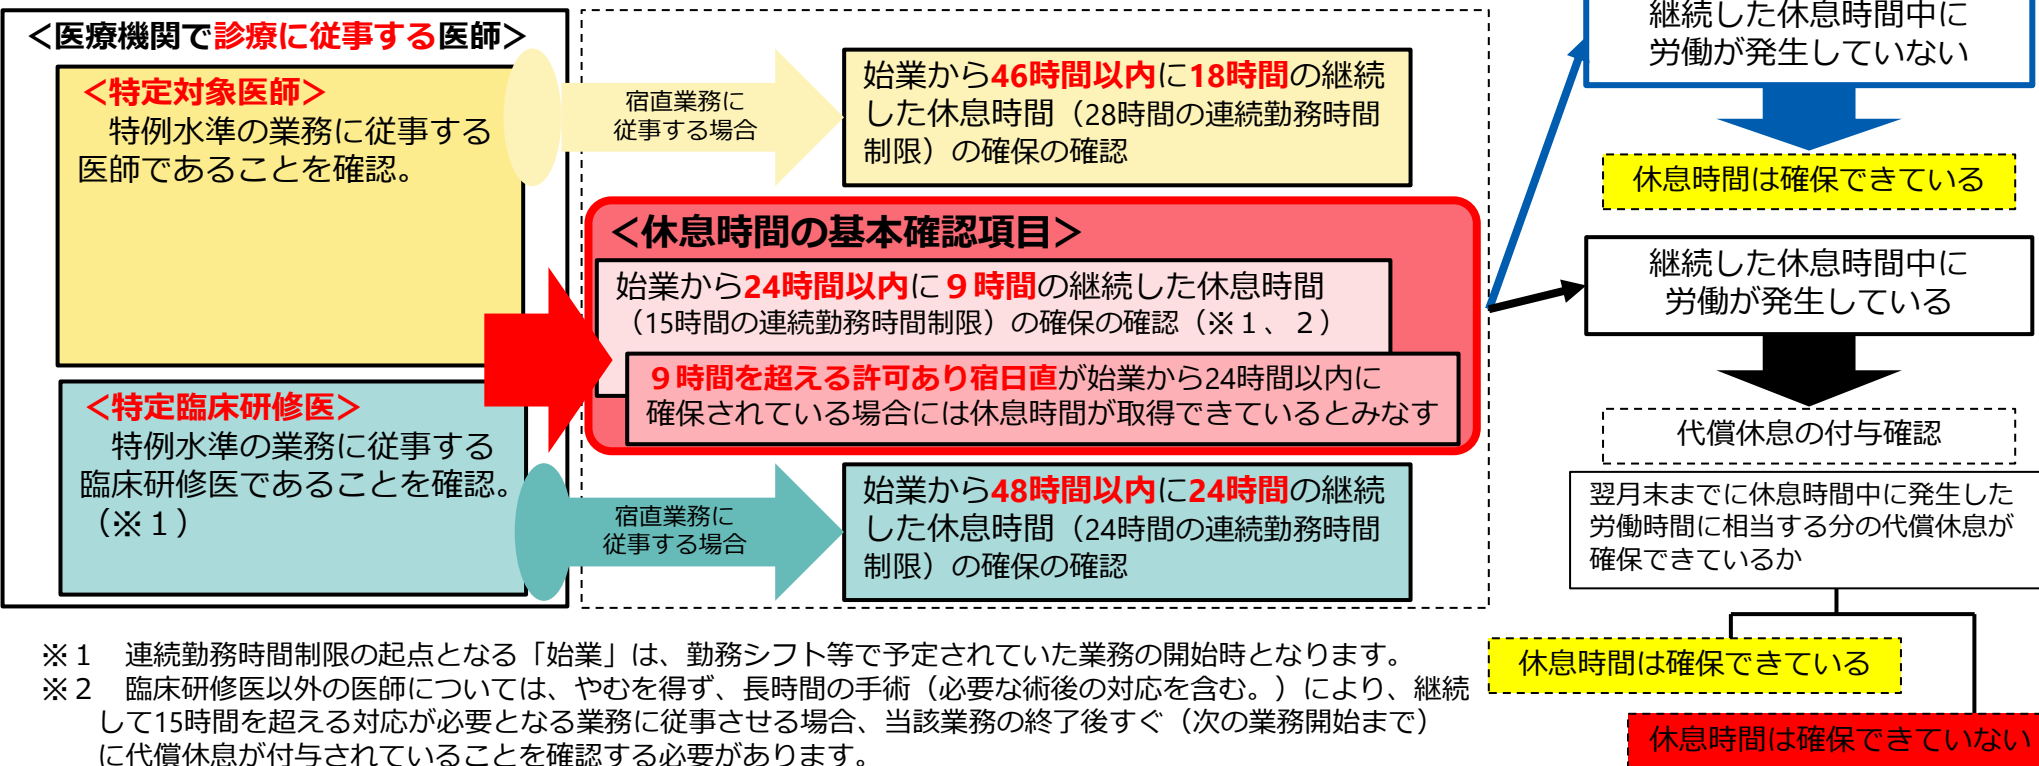 ＜医療機関で診療に従事する医師＞
＜特定対象医師＞
特例水準の業務に従事する
医師であることを確認。
＜特定臨床研修医＞
特例水準の業務に従事する
臨床研修医であることを確認。
（※１）
宿直業務に
従事する場合
始業から46時間以内に18時間の継続
した休息時間（28時間の連続勤務時間
制限）の確保の確認
＜休息時間の基本確認項目＞
始業から24時間以内に９時間の継続した休息時間
（15時間の連続勤務時間制限）の確保の確認（※１、２）
９時間を超える許可あり宿日直が始業から24時間以内に
確保されている場合には休息時間が取得できているとみなす
宿直業務に
従事する場合
始業から48時間以内に24時間の継続
した休息時間（24時間の連続勤務時間
制限）の確保の確認
継続した休息時間中に
労働が発生していない
休息時間は確保できている
継続した休息時間中に
労働が発生している
代償休息の付与確認
翌月末までに休息時間中に発生した
労働時間に相当する分の代償休息が
確保できているか
休息時間は確保できている
休息時間は確保できていない
※１　連続勤務時間制限の起点となる「始業」は、勤務シフト等で予定されていた業務の開始時となります。
※２　臨床研修医以外の医師については、やむを得ず、長時間の手術（必要な術後の対応を含む。）により、継続
して15時間を超える対応が必要となる業務に従事させる場合、当該業務の終了後すぐ（次の業務開始まで）
に代償休息が付与されていることを確認する必要があります。